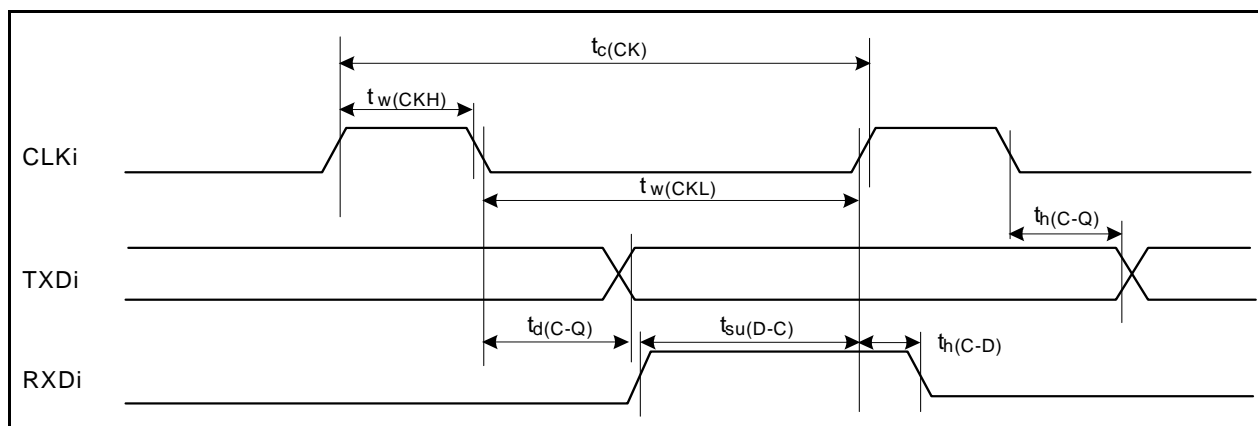 tc(CK)
tw(CKH)
CLKi
tw(CKL)
th(C-Q)
TXDi
td(C-Q)
tsu(D-C)
th(C-D)
RXDi